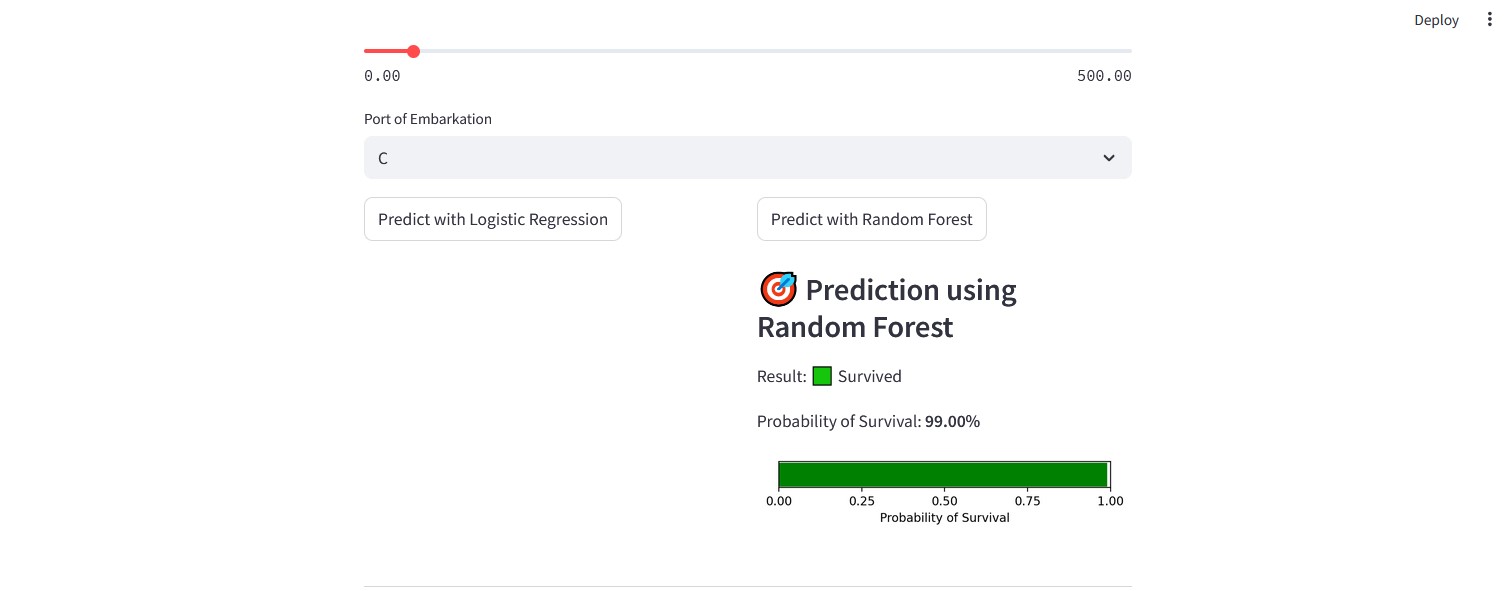 Deploy
0.00 500.00
Port of Embarkation
C
Predict with Logistic Regression Predict with Random Forest
Prediction using
Random Forest
Result: Survived
Probability of Survival: 99.00%
0.00 0.25 0.50 0.75 1.00
Probability of Survival